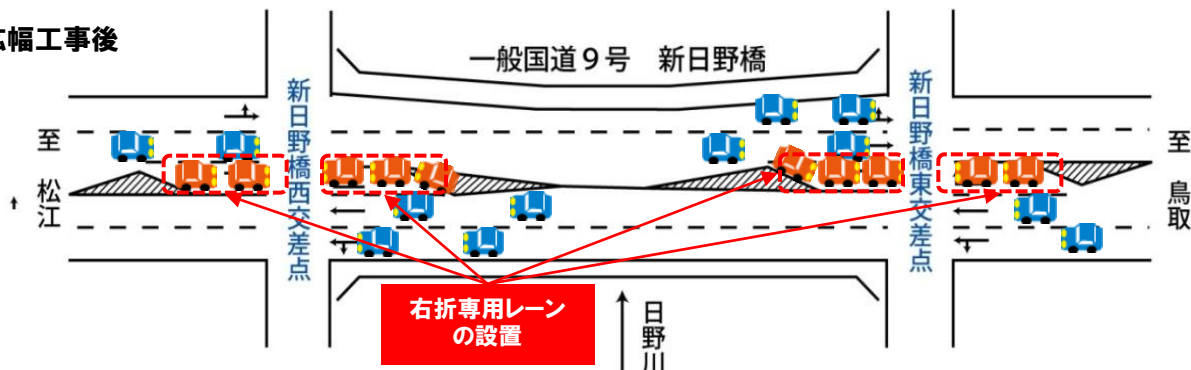 広幅工事後
一般国道９号　新日野橋
至　松江
新日野橋西交差点
新日野橋東交差点
至　鳥取
右折専用レーン
の設置
日野川